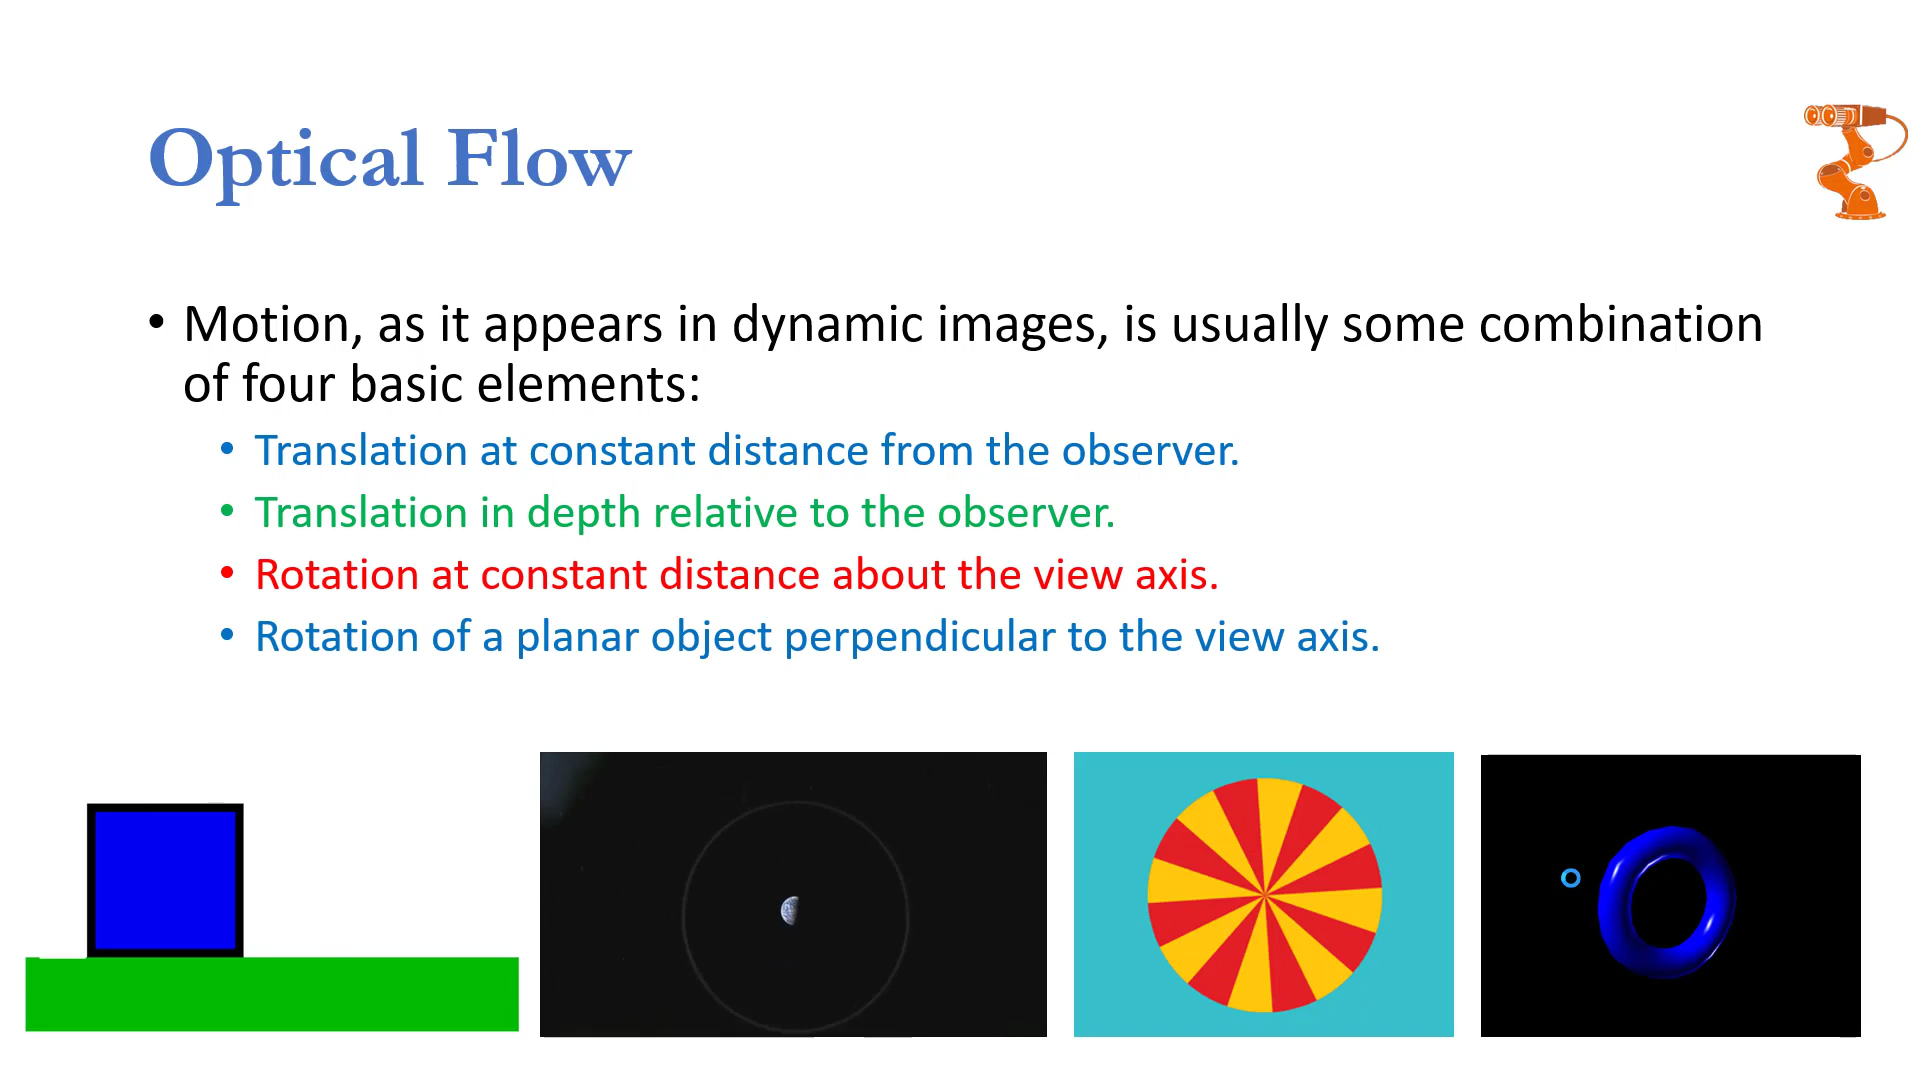 Optical Flow
• Motion, as it appears in dynamic images, is usually some combination
of four basic elements:
• Translation at constant distance from the observer.
• Translation in depth relative to the observer.
• Rotation at constant distance about the view axis.
• Rotation of a planar object perpendicular to the view axis.